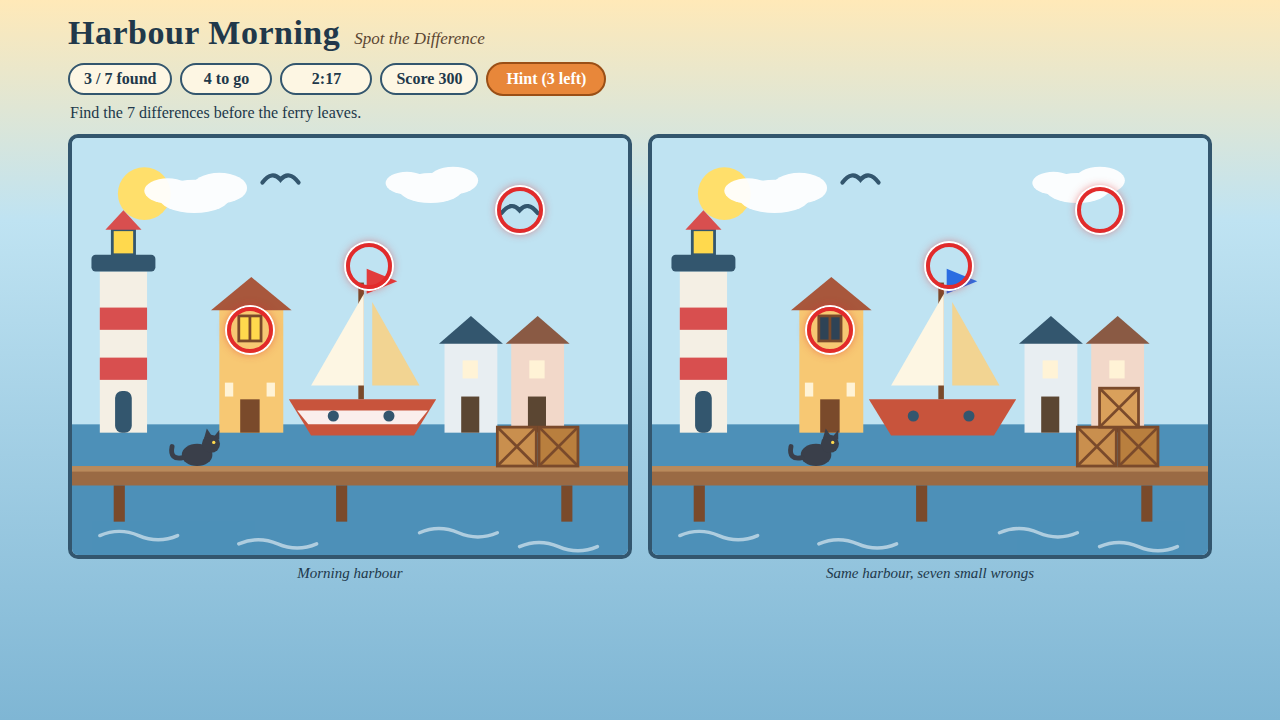 Harbour Morning Spot the Difference
3 / 7 found 4 to go 2:17 Score 300 Hint (3 left)
Find the 7 differences before the ferry leaves.
Morning harbour Same harbour, seven small wrongs